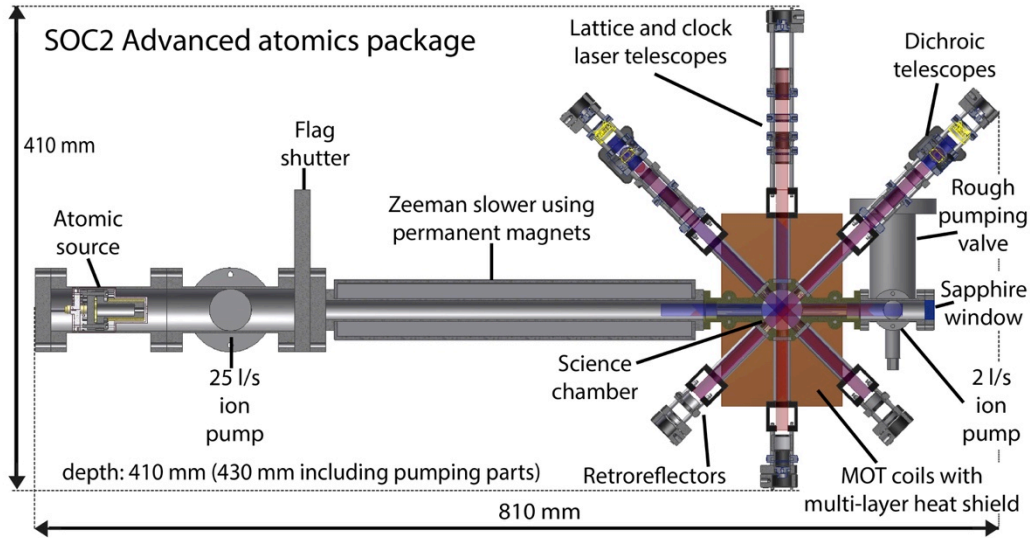 SOC2 Advanced atomics package
Lattice and clock
laser telescopes
Dichroic
telescopes
410 mm
Flag
shutter
Atomic
source
Zeeman slower using
permanent magnets
Rough
pumping
valve
Sapphire
window
Science
chamber
25 l/s
ion
pump
2 l/s
ion
pump
depth: 410 mm (430 mm including pumping parts)
Retroreflectors
MOT coils with
multi-layer heat shield
810 mm